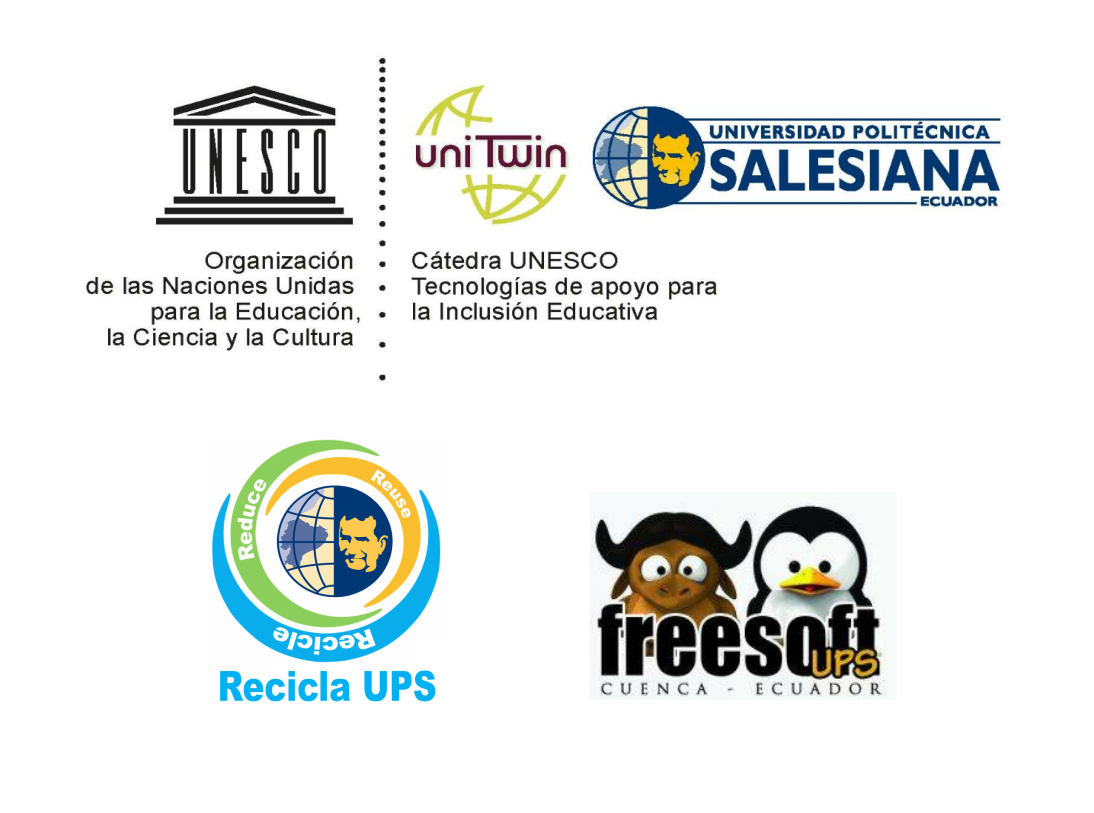 UNESCO
Organización
de las Naciones Unidas
para la Educación,
la Ciencia y la Cultura
uniTwin
UNIVERSIDAD POLITÉCNICA
SALESIANA
ECUADOR
Cátedra UNESCO
Tecnologías de apoyo para
la Inclusión Educativa
Reduce
Reuse
Recicle
Recicla UPS
freesoft
UPS
CUENCA - ECUADOR